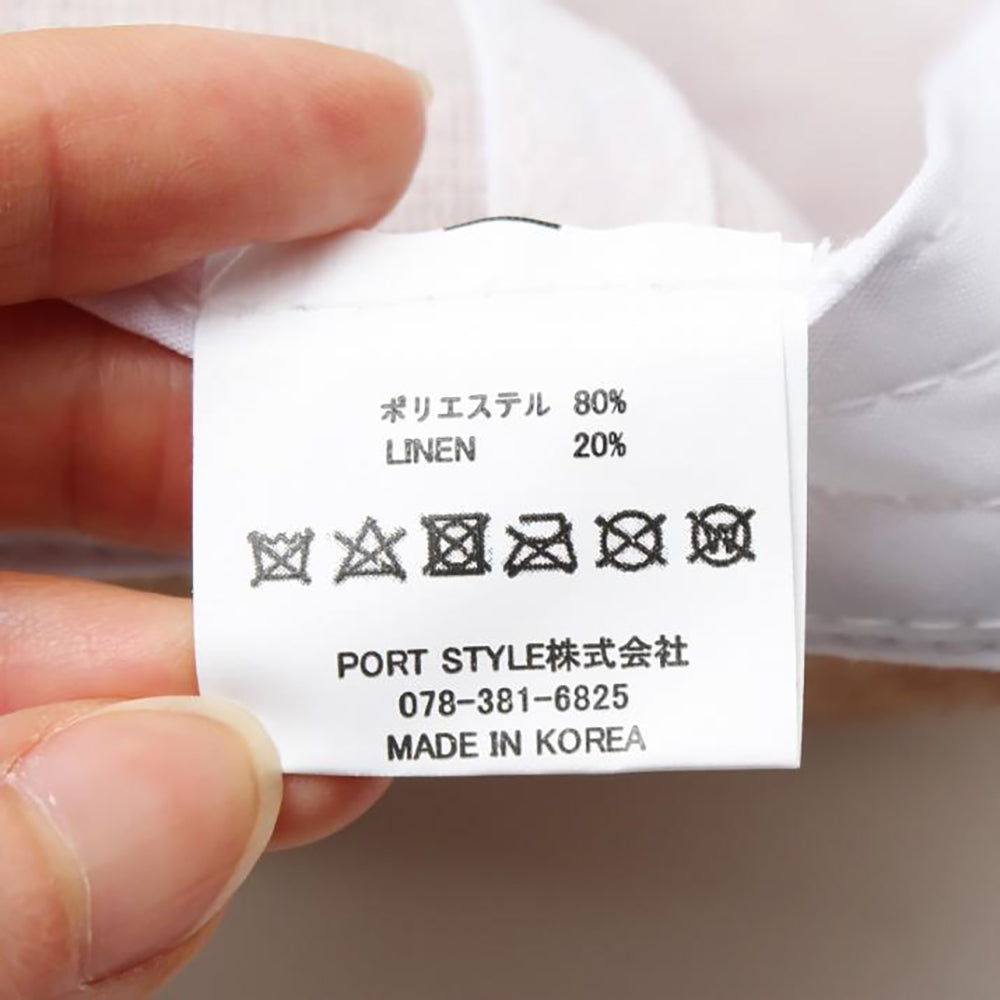 ポリエステル 80%
LINEN 20%
W
PORT STYLE株式会社
078-381-6825
MADE IN KOREA